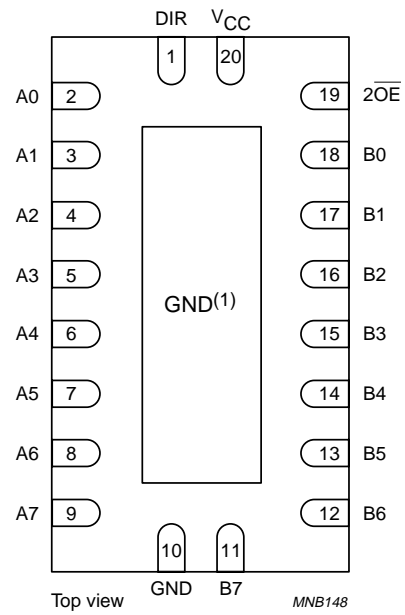 DIR VCC
1 20
A0 2 19 2O̅E̅
A1 3 18 B0
A2 4 17 B1
A3 5 16 B2
GND(1)
A4 6 15 B3
A5 7 14 B4
A6 8 13 B5
A7 9 12 B6
10 11
GND B7
Top view MNB148